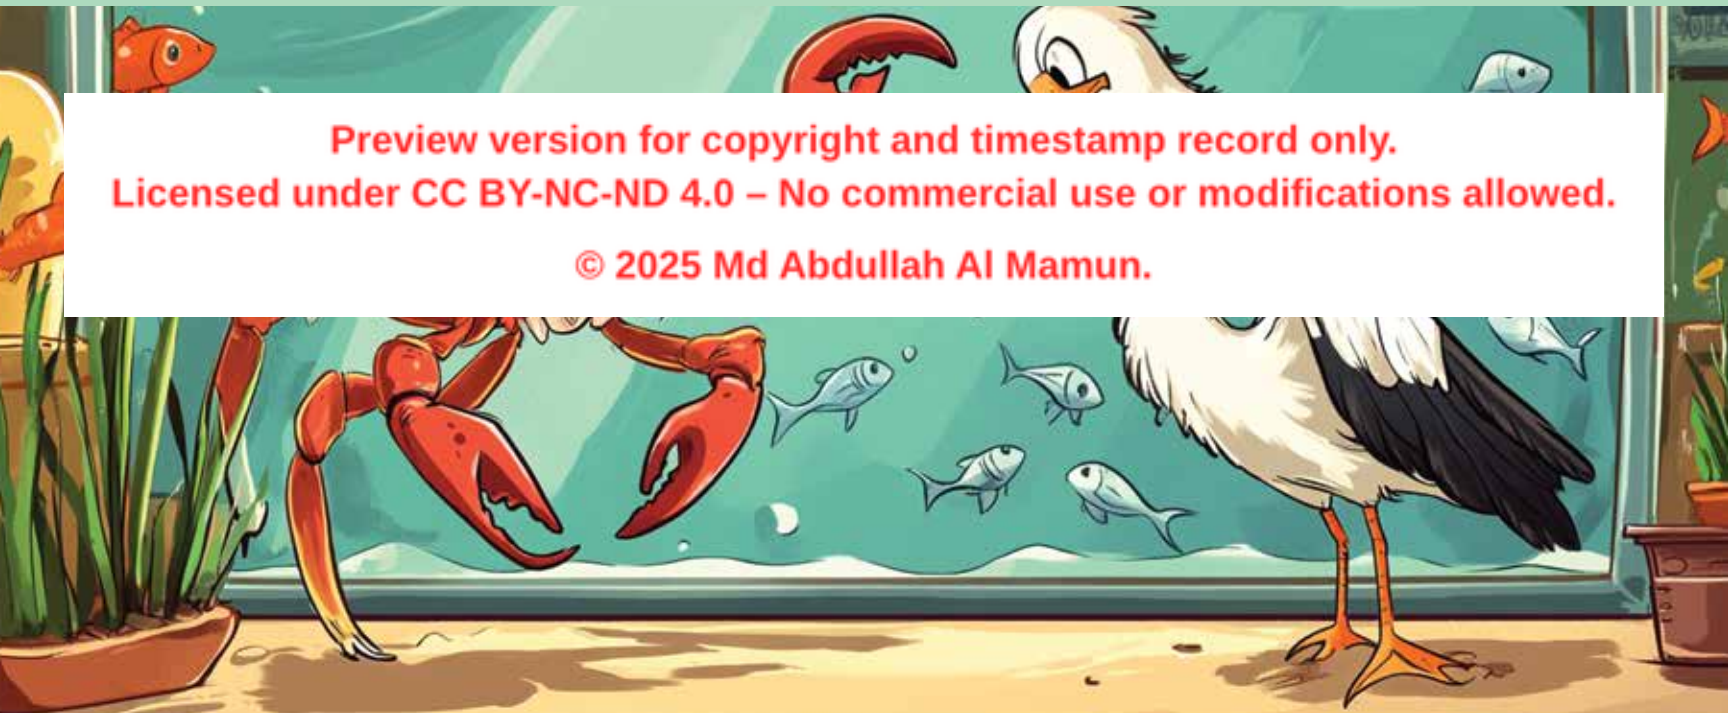 Preview version for copyright and timestamp record only.
Licensed under CC BY-NC-ND 4.0 – No commercial use or modifications allowed.
© 2025 Md Abdullah Al Mamun.